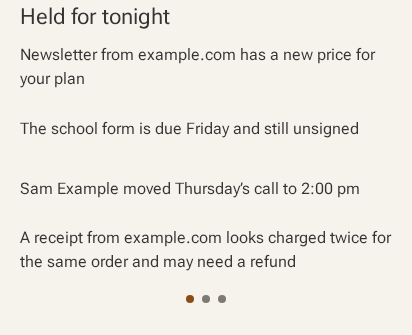 Held for tonight
Newsletter from example.com has a new price for
your plan
The school form is due Friday and still unsigned
Sam Example moved Thursday's call to 2:00 pm
A receipt from example.com looks charged twice for
the same order and may need a refund